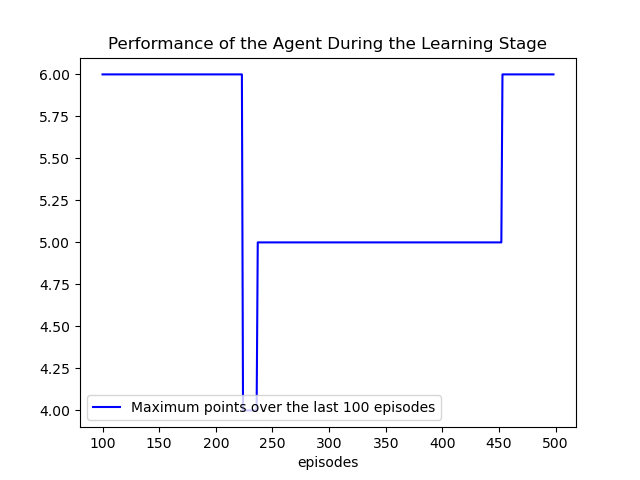 Performance of the Agent During the Learning Stage
6.00
5.75
5.50
5.25
5.00
4.75
4.50
4.25
4.00
Maximum points over the last 100 episodes
100 150 200 250 300 350 400 450 500
episodes